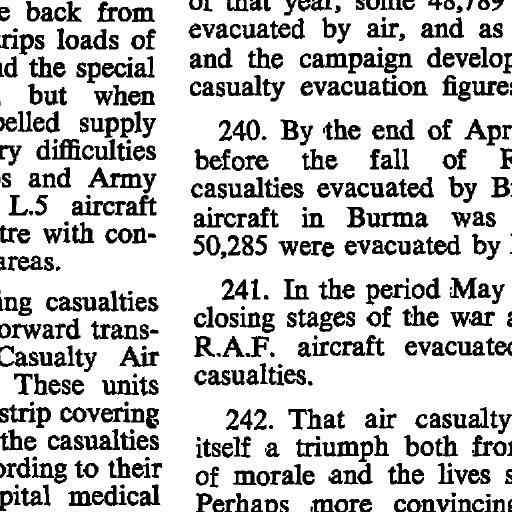 e back from
rips loads of
d the special
but when
elled supply
ry difficulties
s and Army
L.5 aircraft
tre with con-
areas.
ing casualties
orward trans-
Casualty Air
These units
strip covering
the casualties
ording to their
pital medical
of that year, some 48,789
evacuated by air, and as
and the campaign develop
casualty evacuation figures
240. By the end of Apr
before the fall of R
casualties evacuated by B
aircraft in Burma was
50,285 were evacuated by
241. In the period May
closing stages of the war a
R.A.F. aircraft evacuated
casualties.
242. That air casualty
itself a triumph both fro
of morale and the lives s
Perhaps more convincing